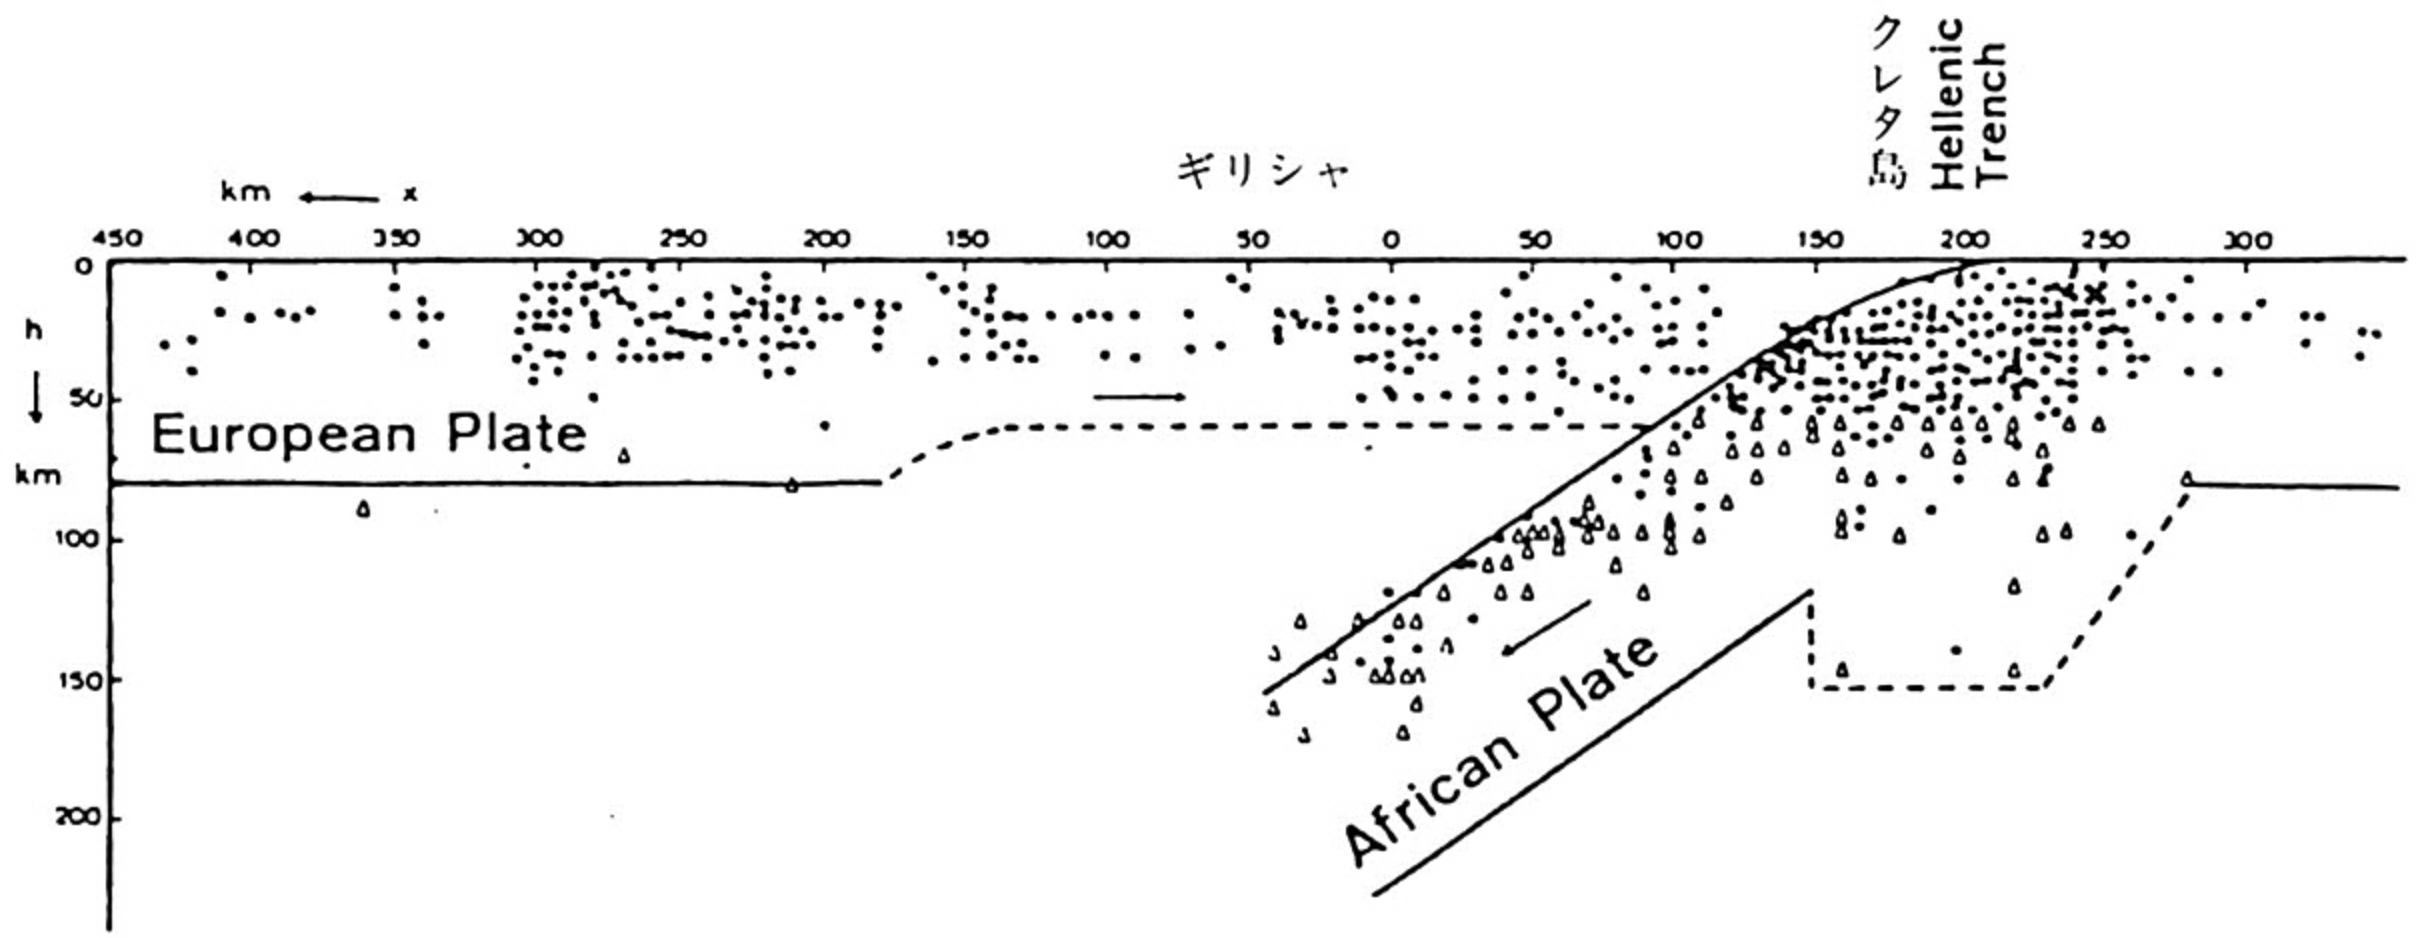 クレタ島
Hellenic
Trench
ギリシャ
km ← x
450 400 350 300 250 200 150 100 50 0 50 100 150 200 250 300
0
h
↓
50
European Plate
km
100
150
African Plate
200